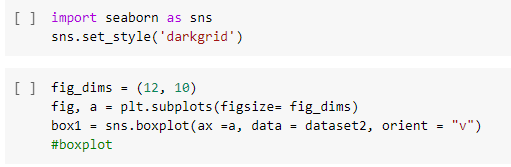 [ ] import seaborn as sns
sns.set_style('darkgrid')
[ ] fig_dims = (12, 10)
fig, a = plt.subplots(figsize= fig_dims)
box1 = sns.boxplot(ax =a, data = dataset2, orient = "v")
#boxplot